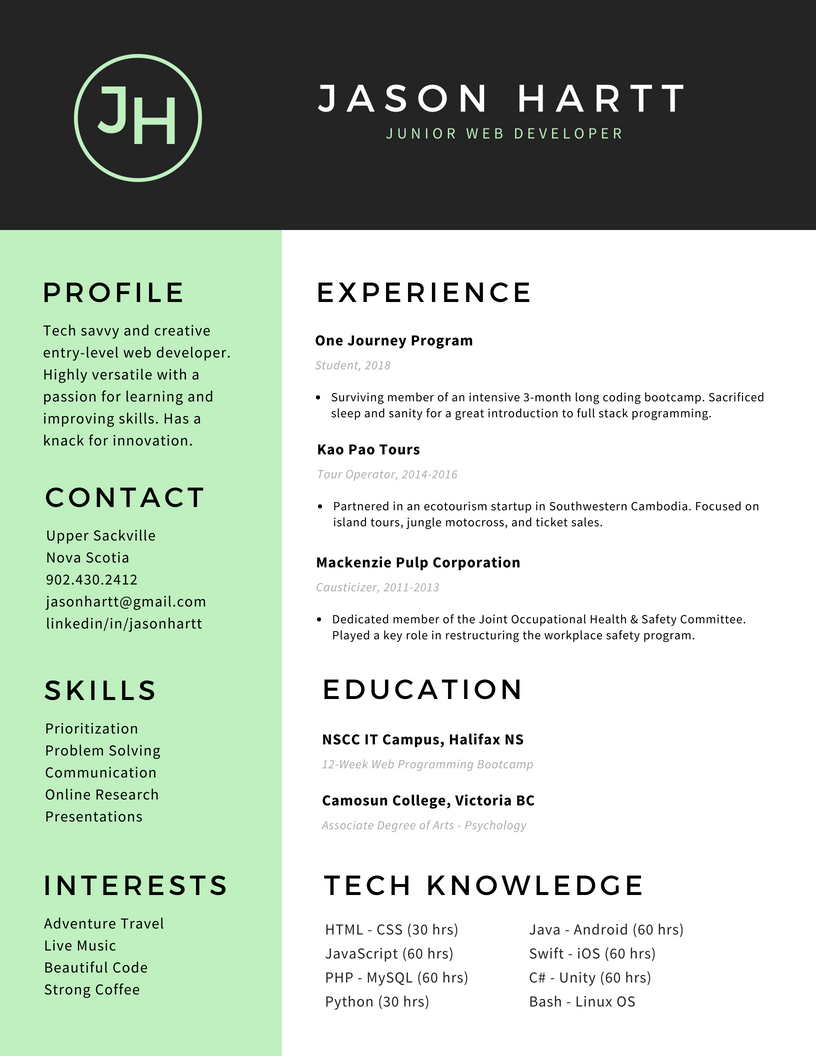 JH
JASON HARTT
JUNIOR WEB DEVELOPER
PROFILE
Tech savvy and creative
entry-level web developer.
Highly versatile with a
passion for learning and
improving skills. Has a
knack for innovation.
CONTACT
Upper Sackville
Nova Scotia
902.430.2412
jasonhartt@gmail.com
linkedin/in/jasonhartt
SKILLS
Prioritization
Problem Solving
Communication
Online Research
Presentations
INTERESTS
Adventure Travel
Live Music
Beautiful Code
Strong Coffee
EXPERIENCE
One Journey Program
Student, 2018
• Surviving member of an intensive 3-month long coding bootcamp. Sacrificed
sleep and sanity for a great introduction to full stack programming.
Kao Pao Tours
Tour Operator, 2014-2016
• Partnered in an ecotourism startup in Southwestern Cambodia. Focused on
island tours, jungle motocross, and ticket sales.
Mackenzie Pulp Corporation
Causticizer, 2011-2013
• Dedicated member of the Joint Occupational Health & Safety Committee.
Played a key role in restructuring the workplace safety program.
EDUCATION
NSCC IT Campus, Halifax NS
12-Week Web Programming Bootcamp
Camosun College, Victoria BC
Associate Degree of Arts - Psychology
TECH KNOWLEDGE
HTML - CSS (30 hrs)
JavaScript (60 hrs)
PHP - MySQL (60 hrs)
Python (30 hrs)
Java - Android (60 hrs)
Swift - iOS (60 hrs)
C# - Unity (60 hrs)
Bash - Linux OS